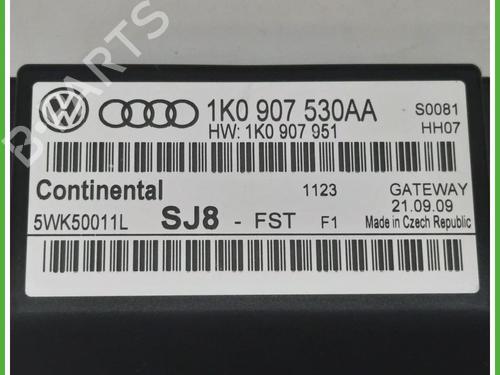 1K0 907 530AA
S0081
HW: 1K0 907 951
HH07
Continental
1123
GATEWAY
5WK50011L
SJ8 - FST F1
21.09.09
Made in Czech Republic
B-PARTS